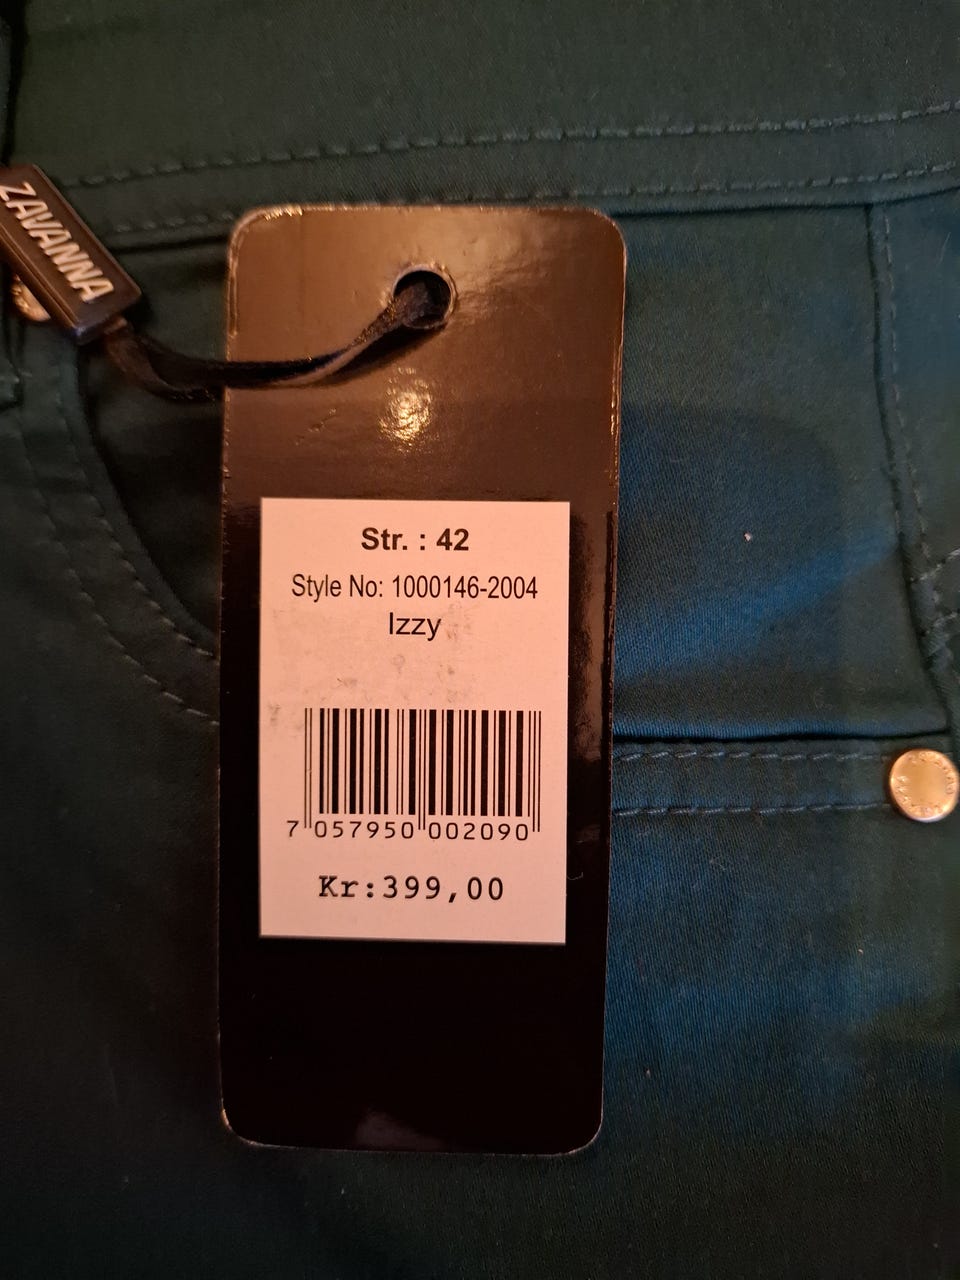 ZAVANNA
Str. : 42
Style No: 1000146-2004
Izzy
7 057950 002090
Kr:399,00